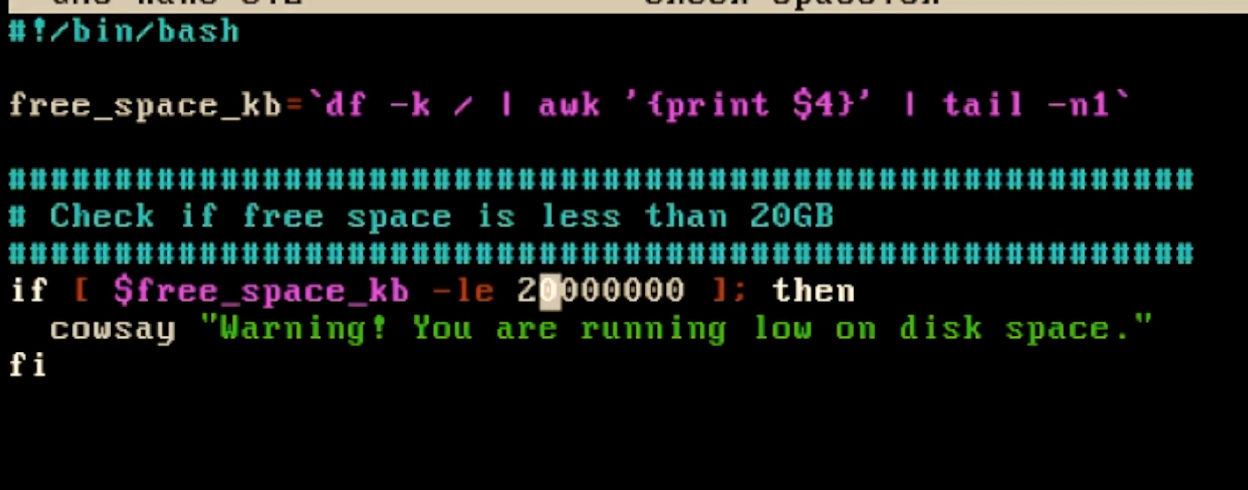 #!/bin/bash
free_space_kb=`df -k / | awk '{print $4}' | tail -n1`
########################################################
# Check if free space is less than 20GB
########################################################
if [ $free_space_kb -le 20000000 ]; then
  cowsay "Warning! You are running low on disk space."
fi